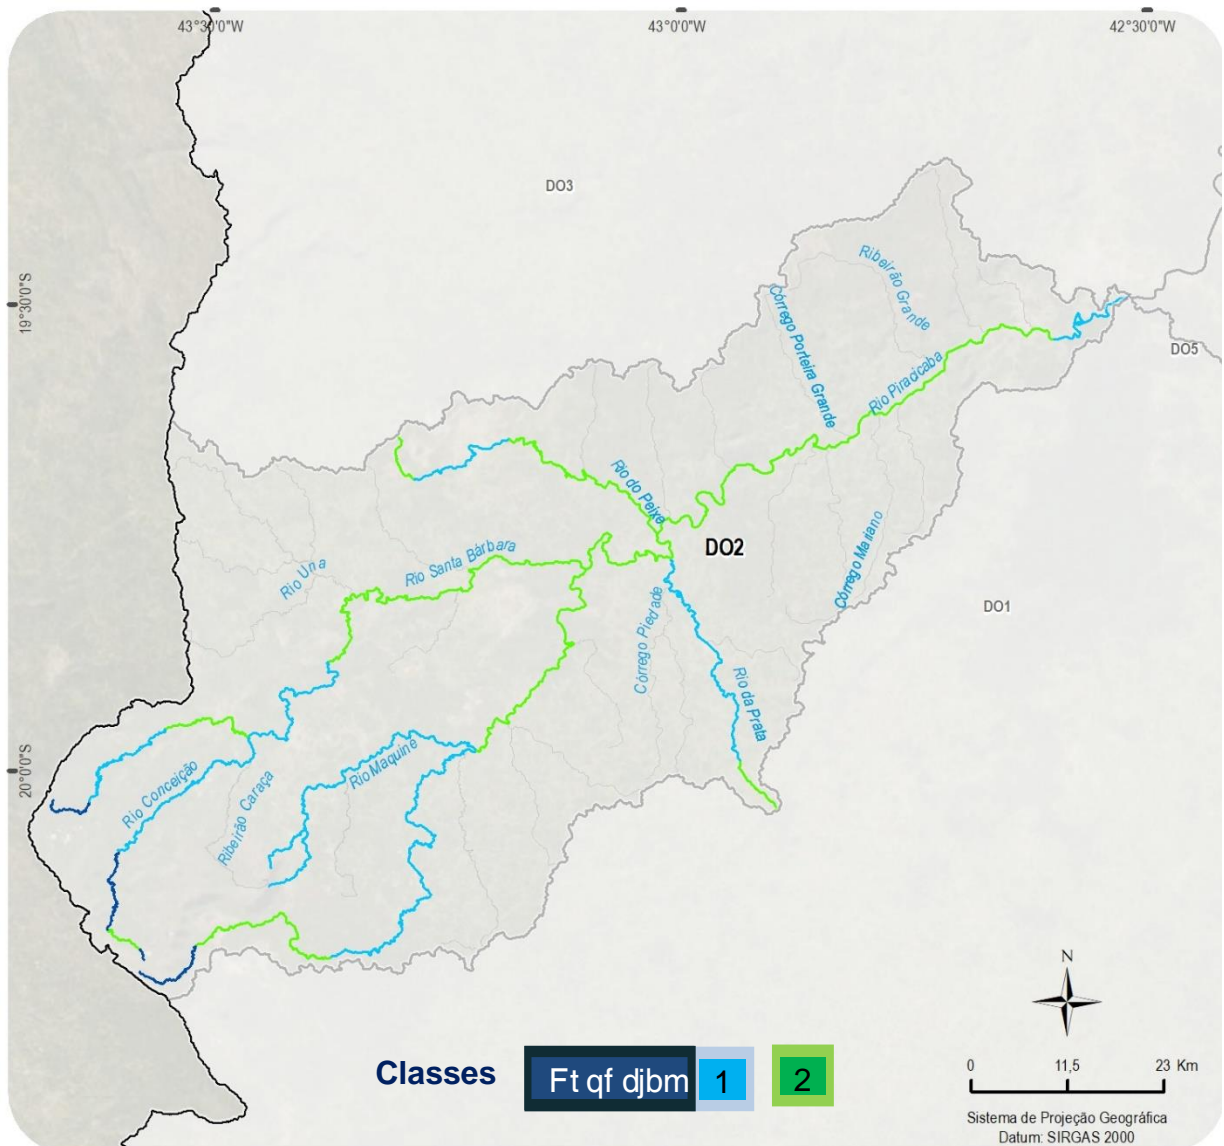 43°30'0"W
43°0'0"W
42°30'0"W
DO3
Ribeirão Grande
19°30'0"S
Córrego Porteira Grande
DO5
Rio Piracicaba
Rio do Peixe
DO2
Rio Santa Bárbara
Rio Una
Córrego Mariano
DO1
Córrego Piedade
Rio da Prata
20°0'0"S
Rio Maquiné
Rio Conceição
Ribeirão Caraça
N
Classes Ft qf djbm 1 2
0 11,5 23 Km
Sistema de Projeção Geográfica
Datum: SIRGAS 2000